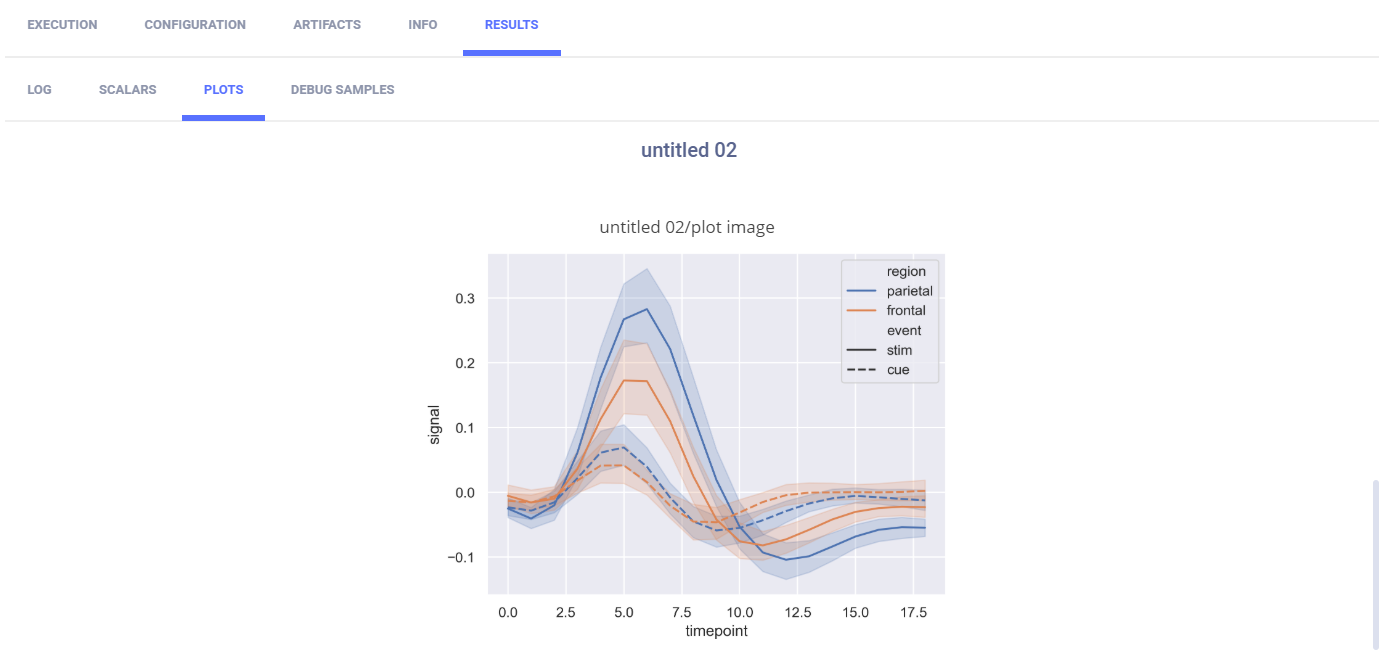 EXECUTION CONFIGURATION ARTIFACTS INFO RESULTS
LOG SCALARS PLOTS DEBUG SAMPLES
untitled 02
untitled 02/plot image
region
parietal
frontal
event
stim
cue
0.3
0.2
0.1
0.0
−0.1
signal
0.0 2.5 5.0 7.5 10.0 12.5 15.0 17.5
timepoint